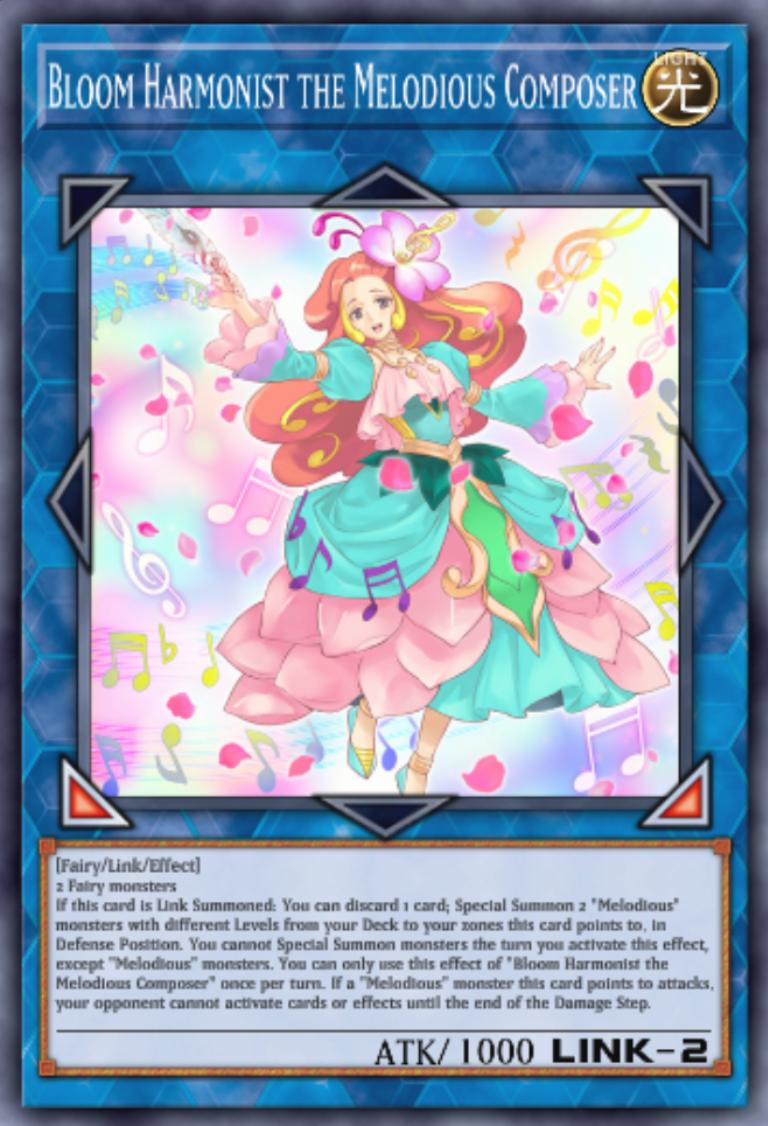 BLOOM HARMONIST THE MELODIOUS COMPOSER
LIGHT
光
[Fairy/Link/Effect]
2 Fairy monsters
If this card is Link Summoned: You can discard 1 card; Special Summon 2 "Melodious"
monsters with different Levels from your Deck to your zones this card points to, in
Defense Position. You cannot Special Summon monsters the turn you activate this effect,
except "Melodious" monsters. You can only use this effect of "Bloom Harmonist the
Melodious Composer" once per turn. If a "Melodious" monster this card points to attacks,
your opponent cannot activate cards or effects until the end of the Damage Step.
ATK/ 1000 LINK-2